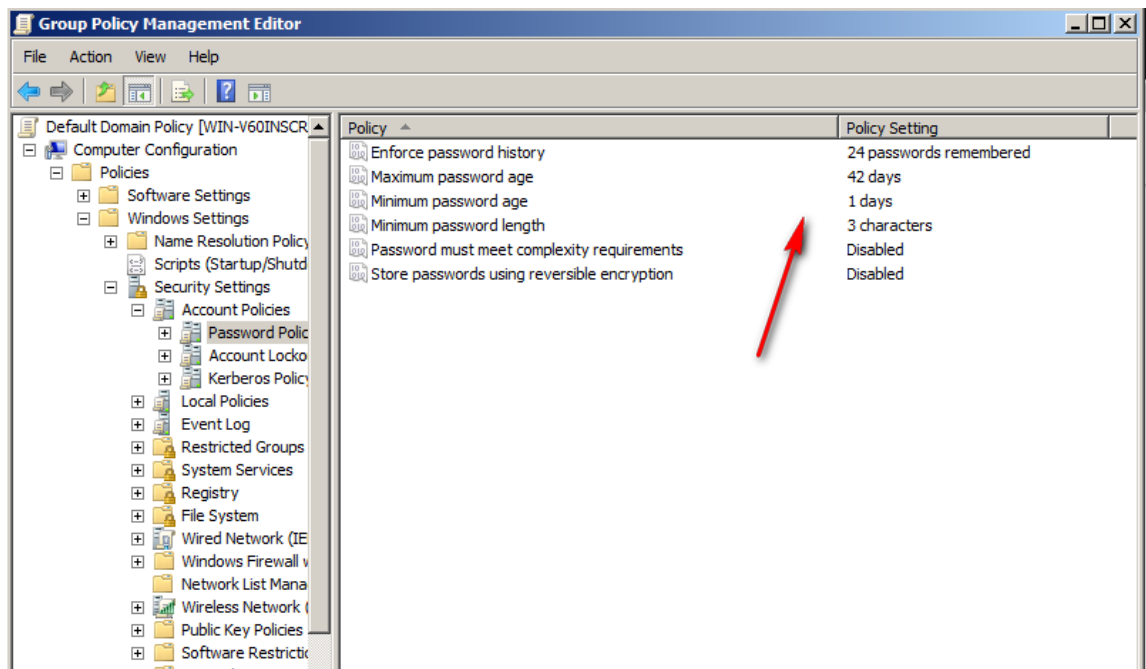 Group Policy Management Editor
File Action View Help
Default Domain Policy [WIN-V60INSCR
Computer Configuration
Policies
Software Settings
Windows Settings
Name Resolution Policy
Scripts (Startup/Shutd
Security Settings
Account Policies
Password Polic
Account Locko
Kerberos Policy
Local Policies
Event Log
Restricted Groups
System Services
Registry
File System
Wired Network (IE
Windows Firewall w
Network List Mana
Wireless Network (
Public Key Policies
Software Restrictio
Policy Policy Setting
Enforce password history 24 passwords remembered
Maximum password age 42 days
Minimum password age 1 days
Minimum password length 3 characters
Password must meet complexity requirements Disabled
Store passwords using reversible encryption Disabled